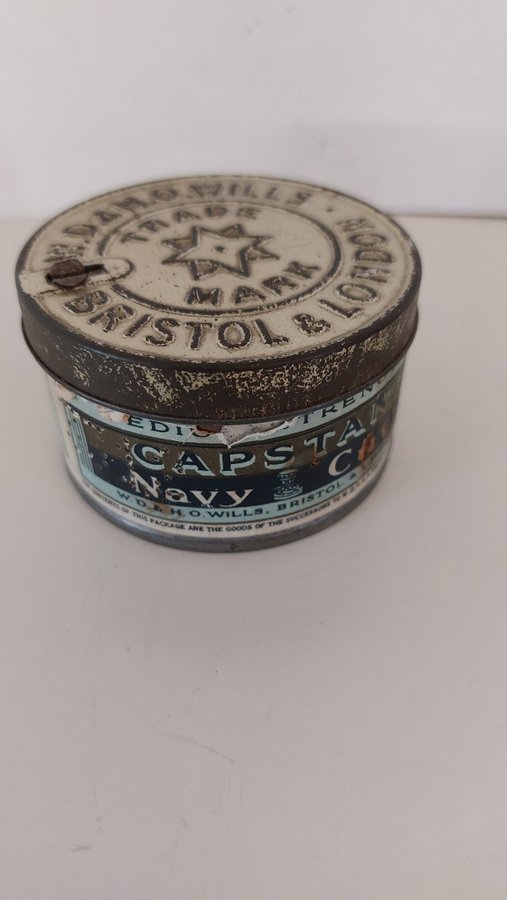 W.D.& H.O.WILLS · BRISTOL & LONDON
TRADE
MARK
CAPSTAN
Navy
W.D.& H.O.WILLS, BRISTOL &
CONTENTS OF THIS PACKAGE ARE THE GOODS OF THE SUCCESSORS TO W.D.